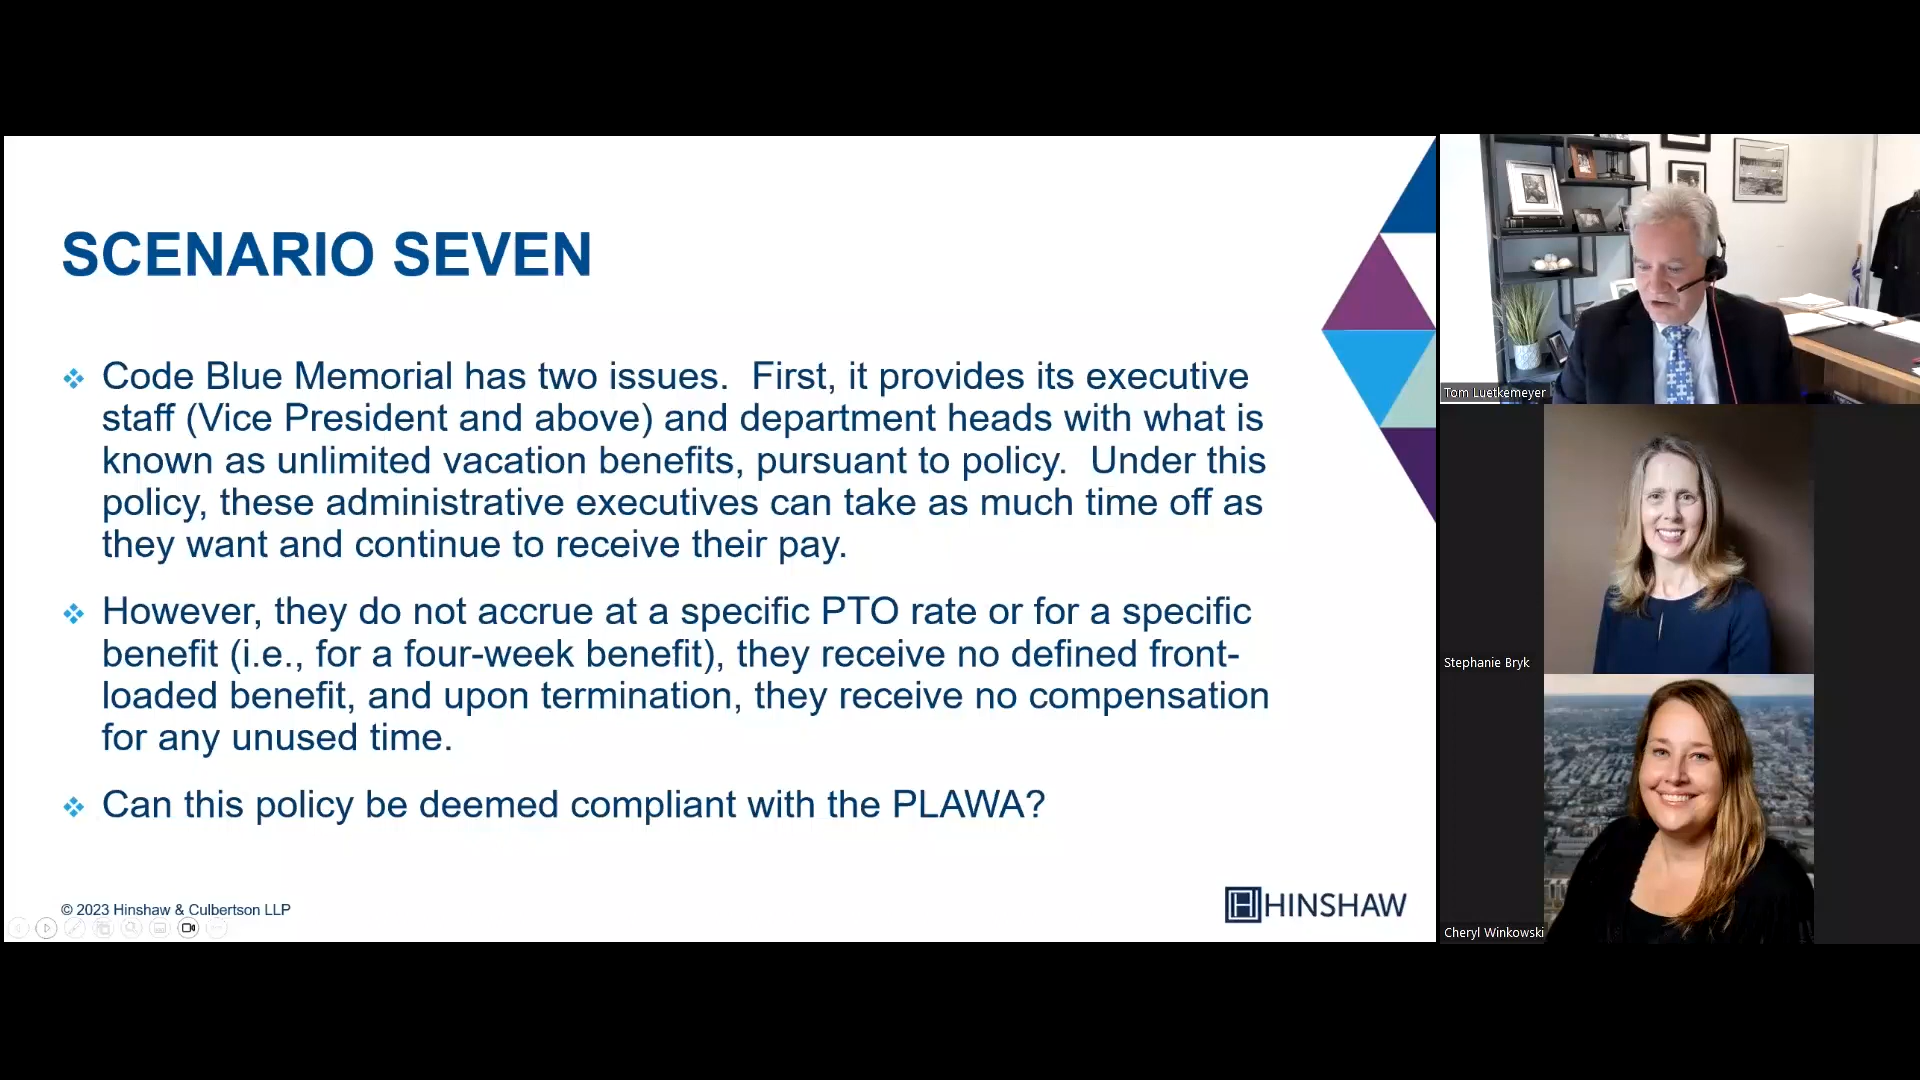 SCENARIO SEVEN
❖ Code Blue Memorial has two issues.  First, it provides its executive
staff (Vice President and above) and department heads with what is
known as unlimited vacation benefits, pursuant to policy.  Under this
policy, these administrative executives can take as much time off as
they want and continue to receive their pay.
❖ However, they do not accrue at a specific PTO rate or for a specific
benefit (i.e., for a four-week benefit), they receive no defined front-
loaded benefit, and upon termination, they receive no compensation
for any unused time.
❖ Can this policy be deemed compliant with the PLAWA?
© 2023 Hinshaw & Culbertson LLP
HINSHAW
Tom Luetkemeyer
Stephanie Bryk
Cheryl Winkowski